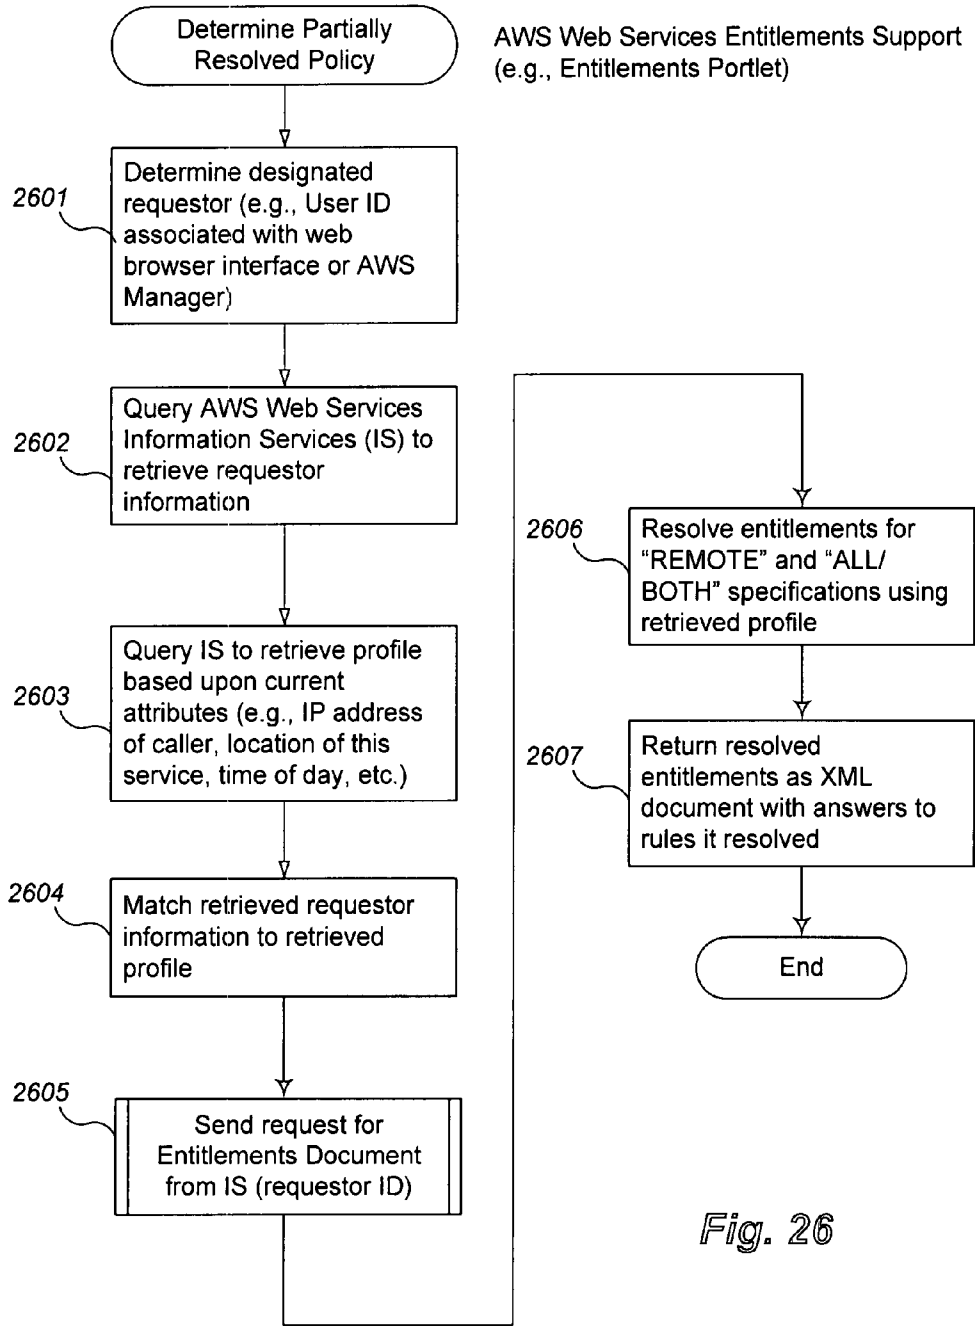 Determine Partially
Resolved Policy
AWS Web Services Entitlements Support
(e.g., Entitlements Portlet)
2601
Determine designated
requestor (e.g., User ID
associated with web
browser interface or AWS
Manager)
2602
Query AWS Web Services
Information Services (IS) to
retrieve requestor
information
2603
Query IS to retrieve profile
based upon current
attributes (e.g., IP address
of caller, location of this
service, time of day, etc.)
2604
Match retrieved requestor
information to retrieved
profile
2605
Send request for
Entitlements Document
from IS (requestor ID)
2606
Resolve entitlements for
“REMOTE” and “ALL/
BOTH” specifications using
retrieved profile
2607
Return resolved
entitlements as XML
document with answers to
rules it resolved
End
Fig. 26